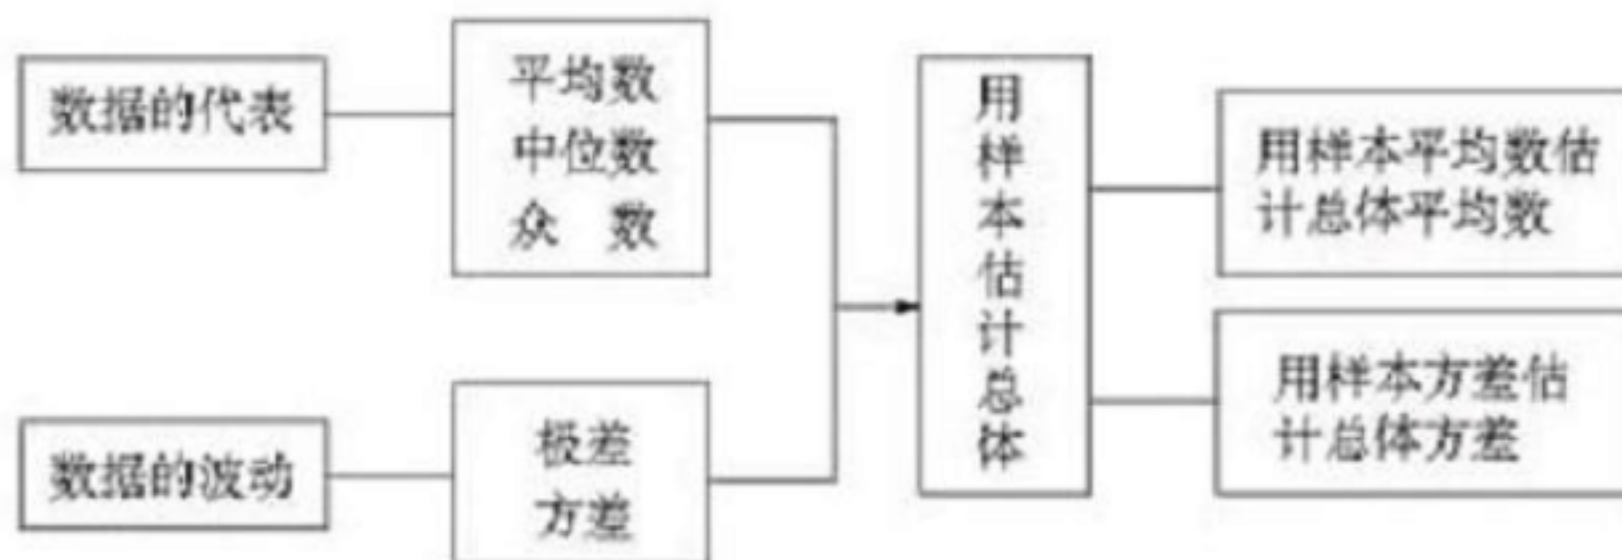 数据的代表
平均数
中位数
众 数
数据的波动
极差
方差
用样本估计总体
用样本平均数估
计总体平均数
用样本方差估
计总体方差